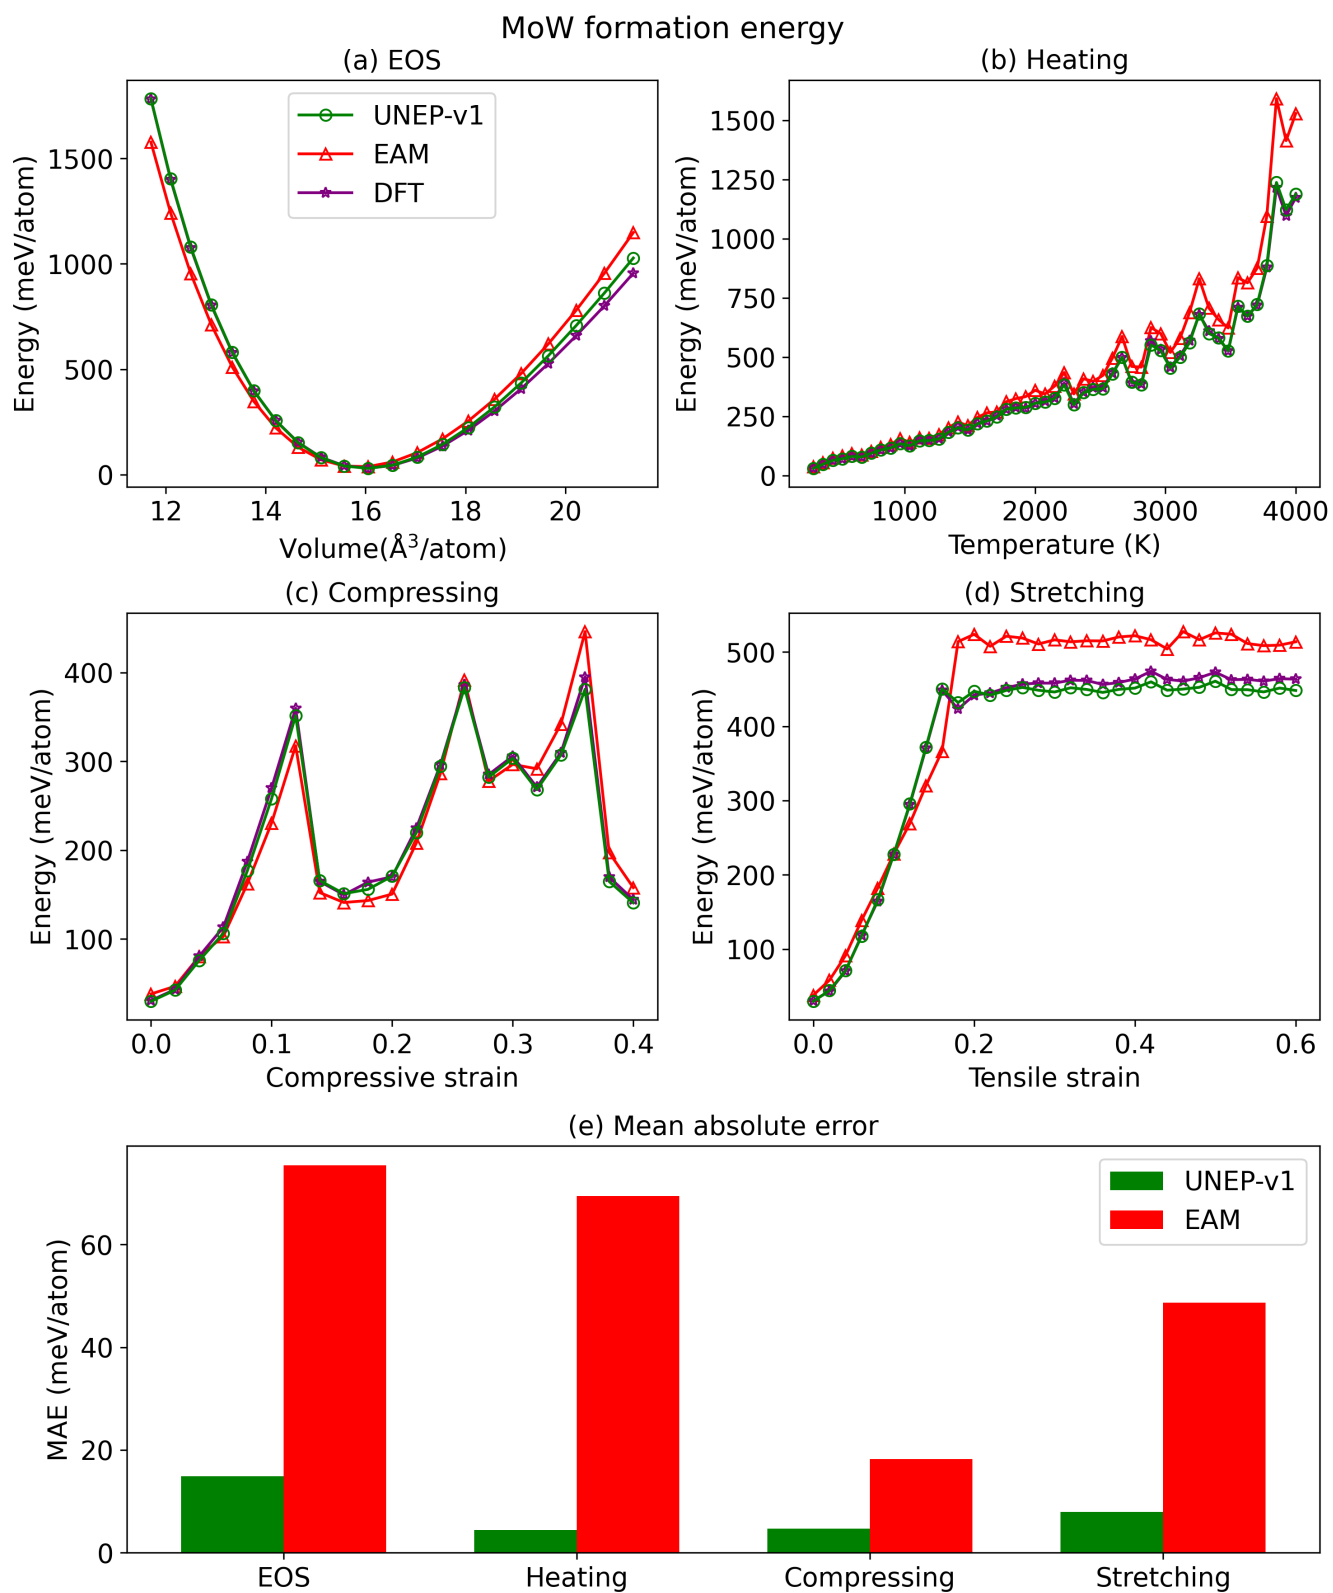 MoW formation energy
(a) EOS
Energy (meV/atom)
1500
1000
500
0
UNEP-v1
EAM
DFT
12 14 16 18 20
Volume(Å³/atom)
(b) Heating
Energy (meV/atom)
1500
1250
1000
750
500
250
0
1000 2000 3000 4000
Temperature (K)
(c) Compressing
Energy (meV/atom)
400
300
200
100
0.0 0.1 0.2 0.3 0.4
Compressive strain
(d) Stretching
Energy (meV/atom)
500
400
300
200
100
0.0 0.2 0.4 0.6
Tensile strain
(e) Mean absolute error
MAE (meV/atom)
60
40
20
0
UNEP-v1
EAM
EOS Heating Compressing Stretching